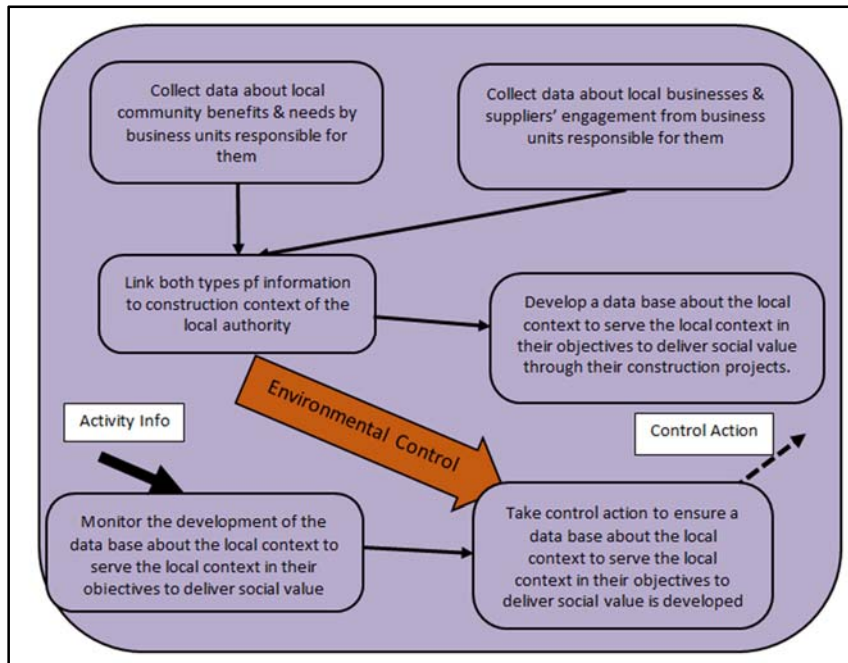 Collect data about local
community benefits & needs by
business units responsible for
them
Collect data about local businesses &
suppliers' engagement from business
units responsible for them
Link both types pf information
to construction context of the
local authority
Develop a data base about the local
context to serve the local context in
their objectives to deliver social value
through their construction projects.
Environmental Control
Activity Info
Control Action
Monitor the development of the
data base about the local context to
serve the local context in their
objectives to deliver social value
Take control action to ensure a
data base about the local
context to serve the local
context in their objectives to
deliver social value is developed